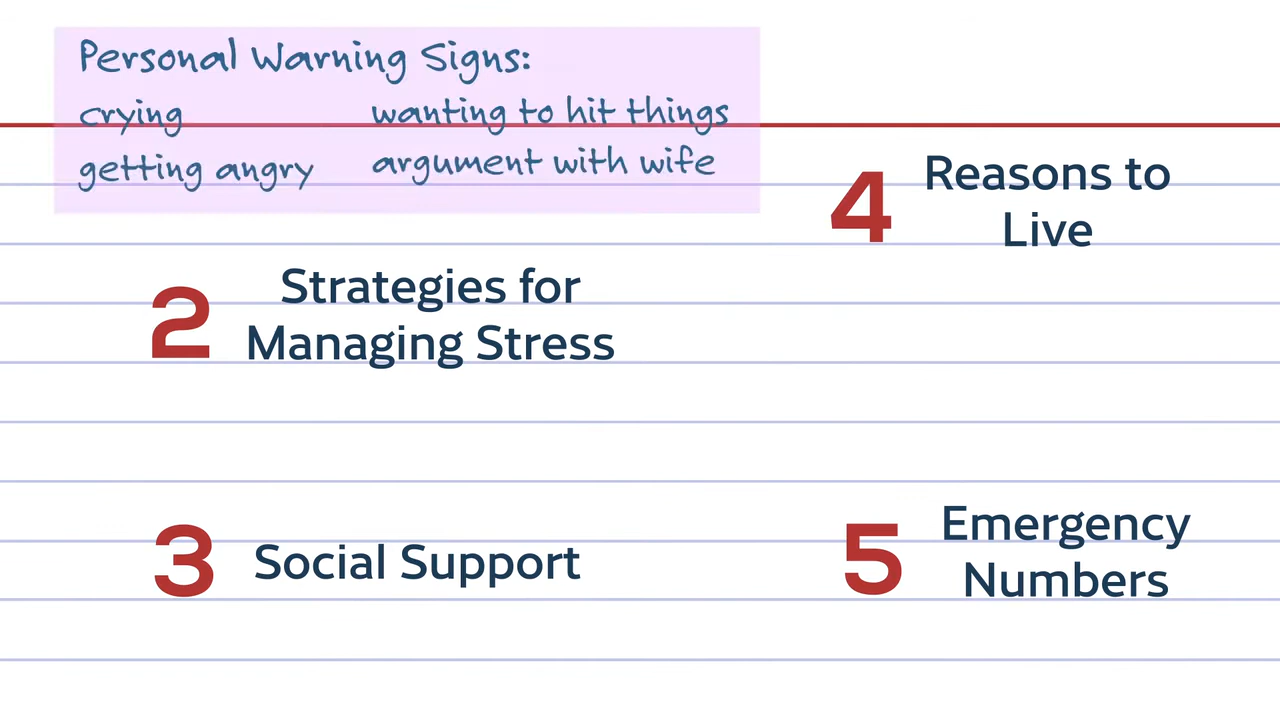 Personal Warning Signs:
crying
wanting to hit things
getting angry
argument with wife
2
Strategies for
Managing Stress
3
Social Support
4
Reasons to
Live
5
Emergency
Numbers